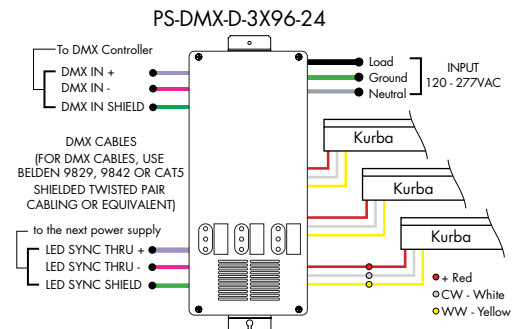 PS-DMX-D-3X96-24
To DMX Controller
DMX IN +
DMX IN -
DMX IN SHIELD
Load
Ground
Neutral
INPUT
120 - 277VAC
DMX CABLES
(FOR DMX CABLES, USE
BELDEN 9829, 9842 OR CAT5
SHIELDED TWISTED PAIR
CABLING OR EQUIVALENT)
Kurba
Kurba
Kurba
to the next power supply
LED SYNC THRU +
LED SYNC THRU -
LED SYNC SHIELD
+ Red
CW - White
WW - Yellow